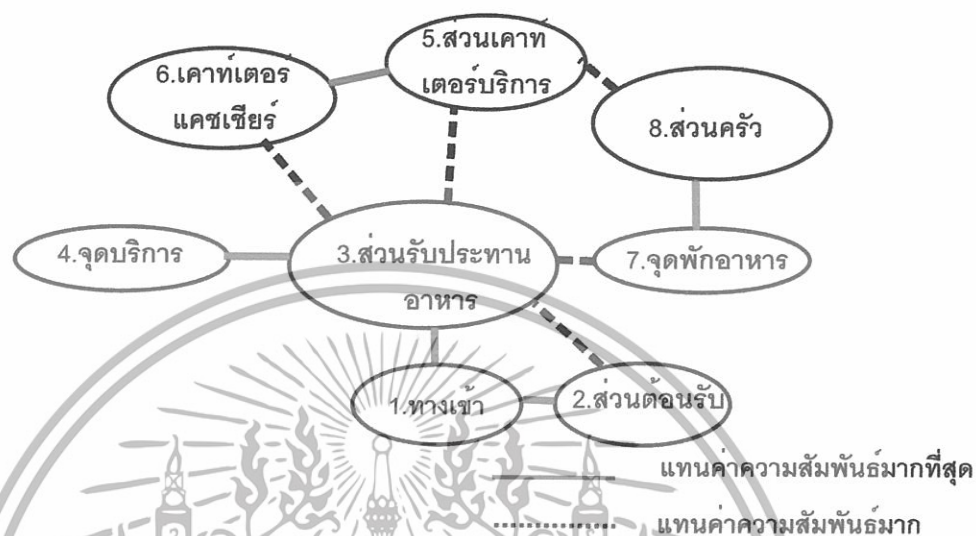 5.ส่วนเคาท
เตอร์บริการ
6.เคาท์เตอร
แคชเชียร์
8.ส่วนครัว
4.จุดบริการ
3.ส่วนรับประทาน
อาหาร
7.จุดพักอาหาร
1.ทางเข้า
2.ส่วนต้อนรับ
แทนค่าความสัมพันธ์มากที่สุด
แทนค่าความสัมพันธ์มาก